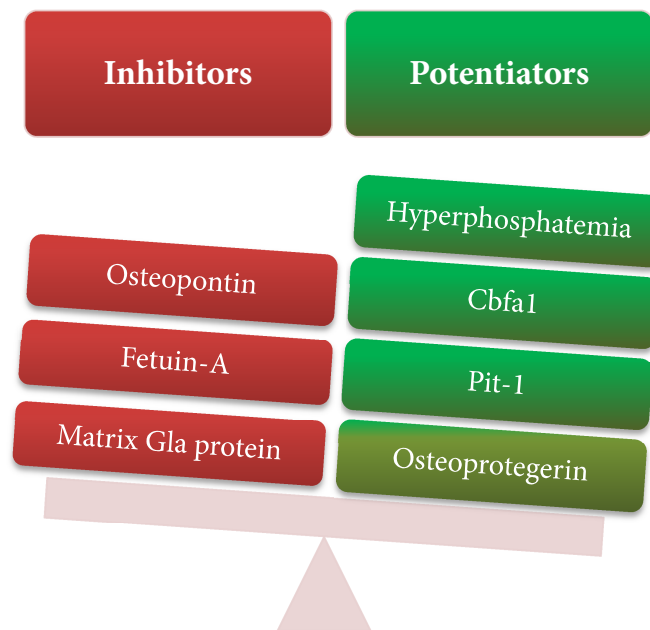 Inhibitors
Potentiators
Hyperphosphatemia
Osteopontin
Cbfa1
Fetuin-A
Pit-1
Matrix Gla protein
Osteoprotegerin